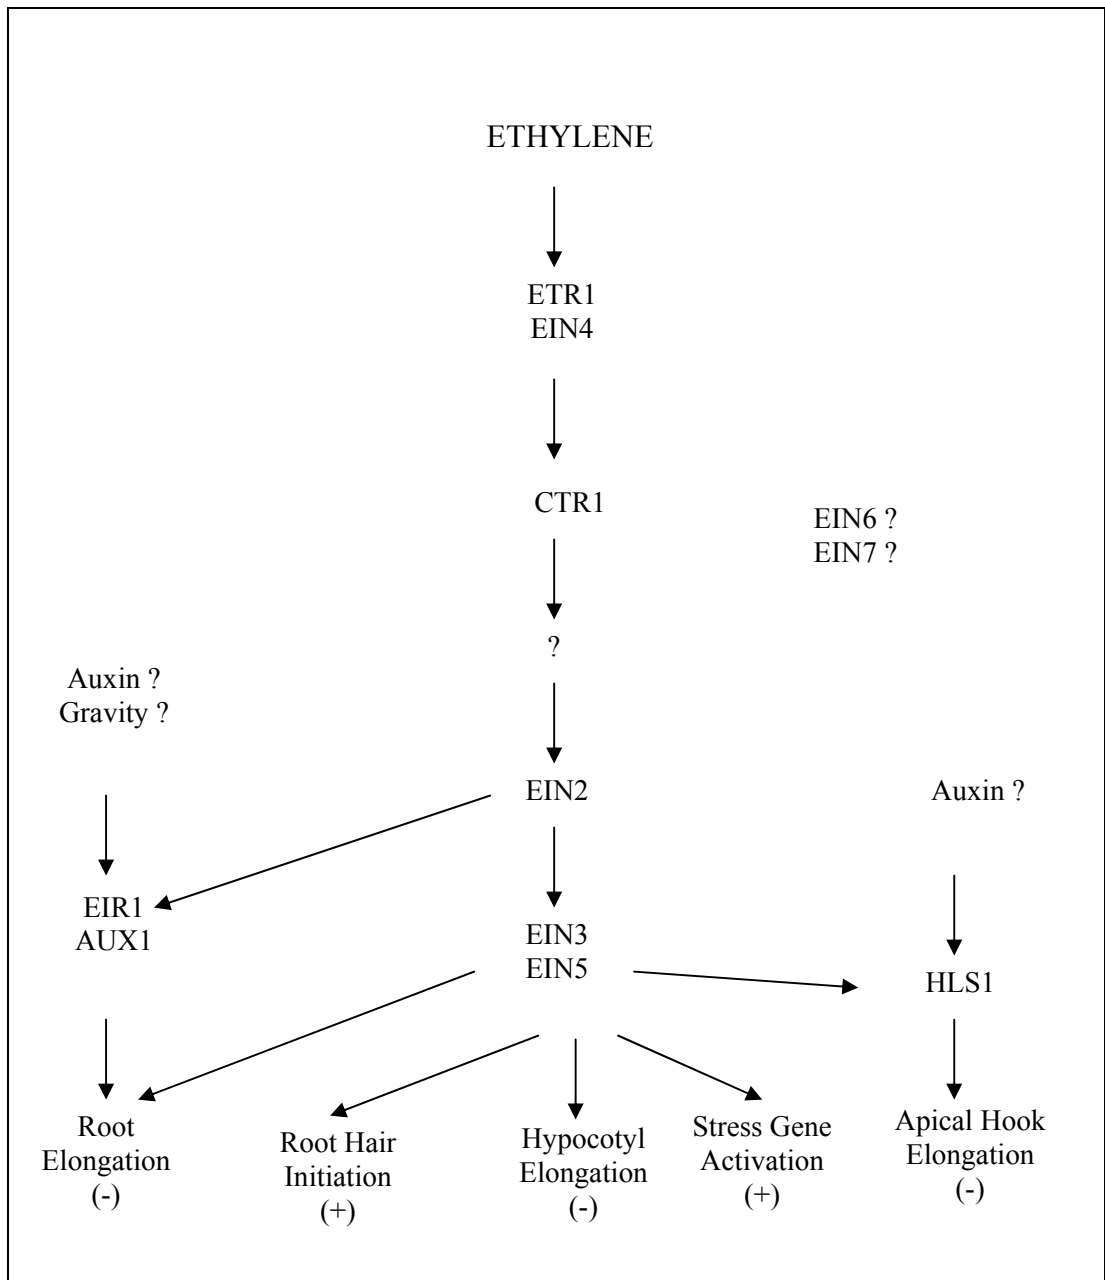 ETHYLENE
ETR1
EIN4
CTR1
EIN6 ?
EIN7 ?
?
Auxin ?
Gravity ?
EIN2
Auxin ?
EIR1
AUX1
EIN3
EIN5
HLS1
Root
Elongation
(-)
Root Hair
Initiation
(+)
Hypocotyl
Elongation
(-)
Stress Gene
Activation
(+)
Apical Hook
Elongation
(-)